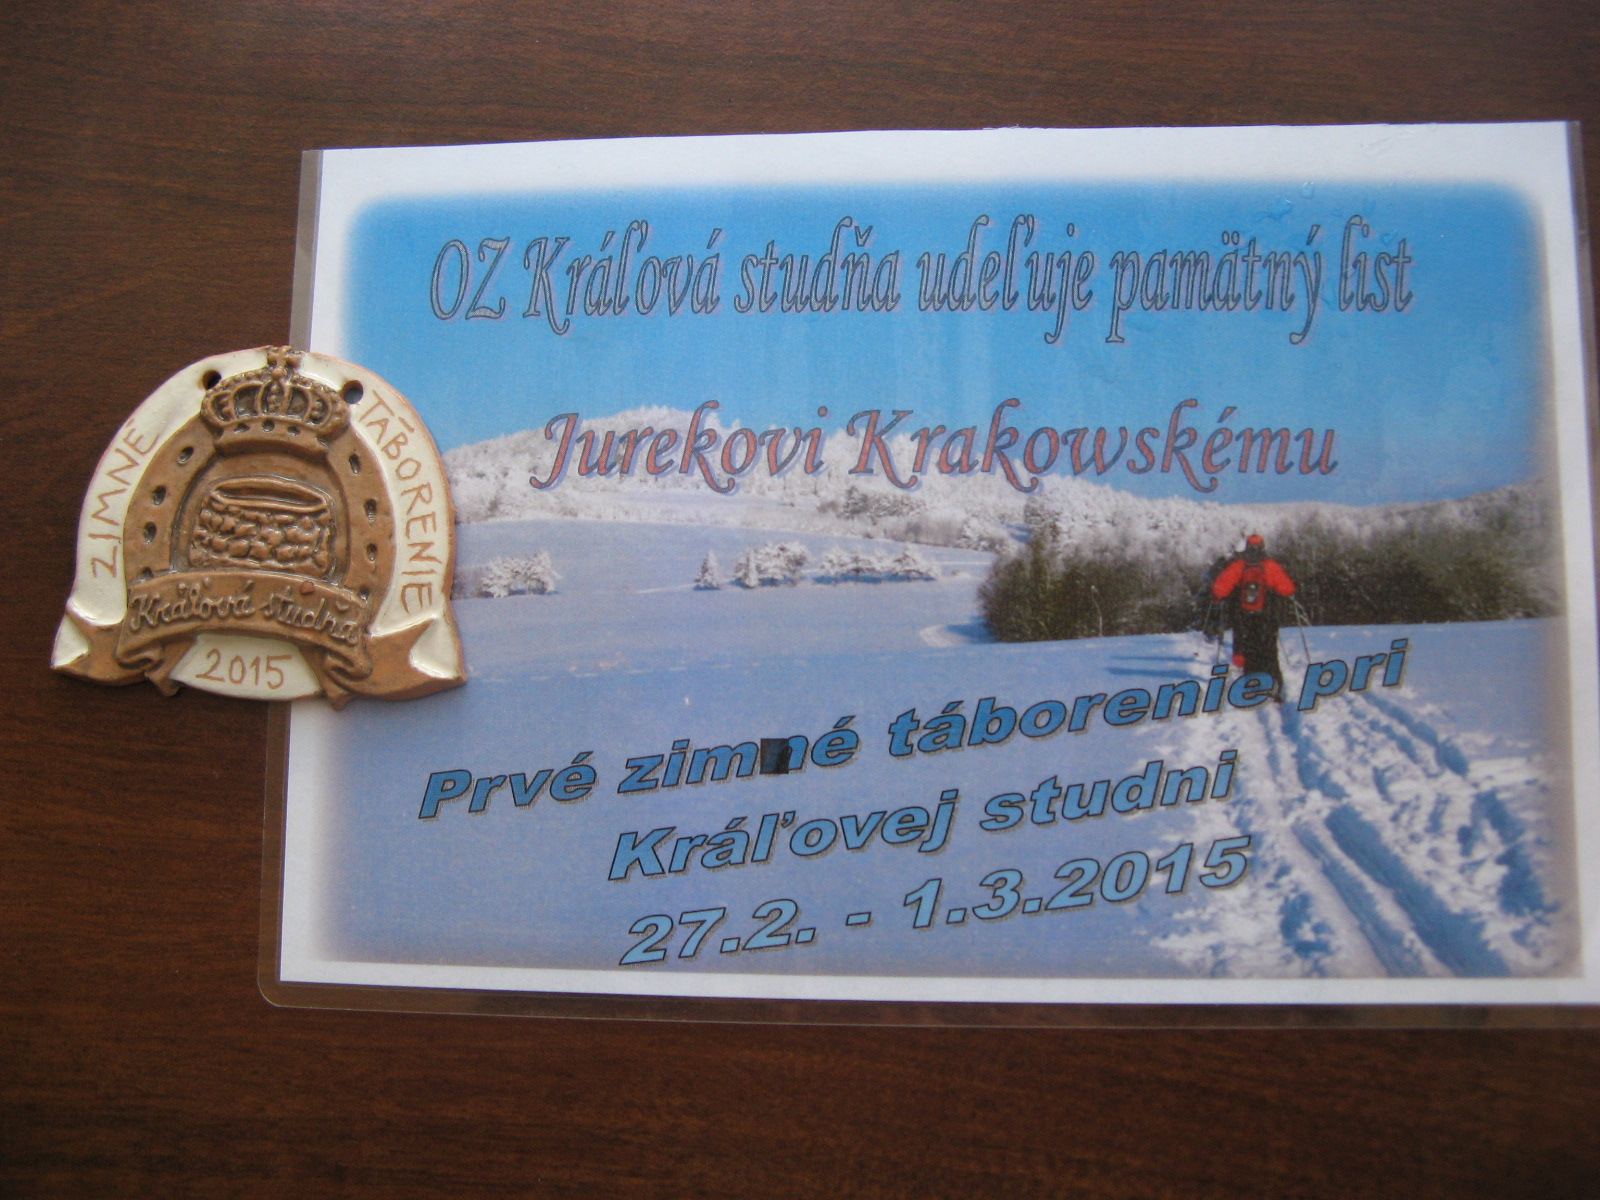 OZ Kráľová studňa udeľuje pamätný list
Jurekovi Krakowskému
Prvé zimné táborenie pri
Kráľovej studni
27.2. - 1.3.2015
ZIMNÉ TÁBORENIE
Kráľová studňa
2015